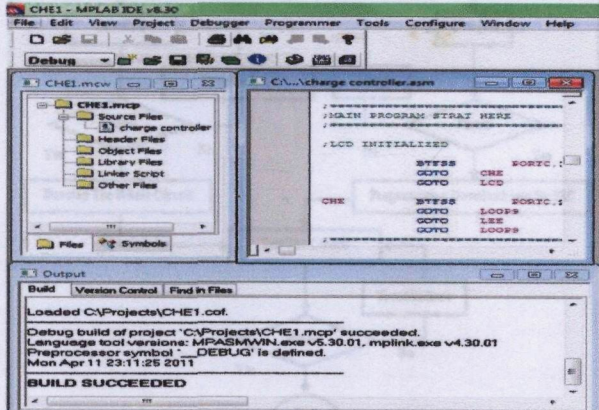 CHE1 - MPLAB IDE v8.30
File Edit View Project Debugger Programmer Tools Configure Window Help
Debug
CHE1.mcw
CHE1.mcp
Source Files
charge controller
Header Files
Object Files
Library Files
Linker Script
Other Files
Files Symbols
C:\...\charge controller.asm
;MAIN PROGRAM STRAT HERE
;LCD INITIALIZED
BTFSS PORTC,
GOTO CHE
GOTO LCD
CHE BTFSS PORTC,
GOTO LOOP9
GOTO LEE
GOTO LOOP9
Output
Build Version Control Find in Files
Loaded C:\Projects\CHE1.cof.
Debug build of project `C:\Projects\CHE1.mcp' succeeded.
Language tool versions: MPASMWIN.exe v5.30.01, mplink.exe v4.30.01
Preprocessor symbol `__DEBUG' is defined.
Mon Apr 11 23:11:25 2011
BUILD SUCCEEDED